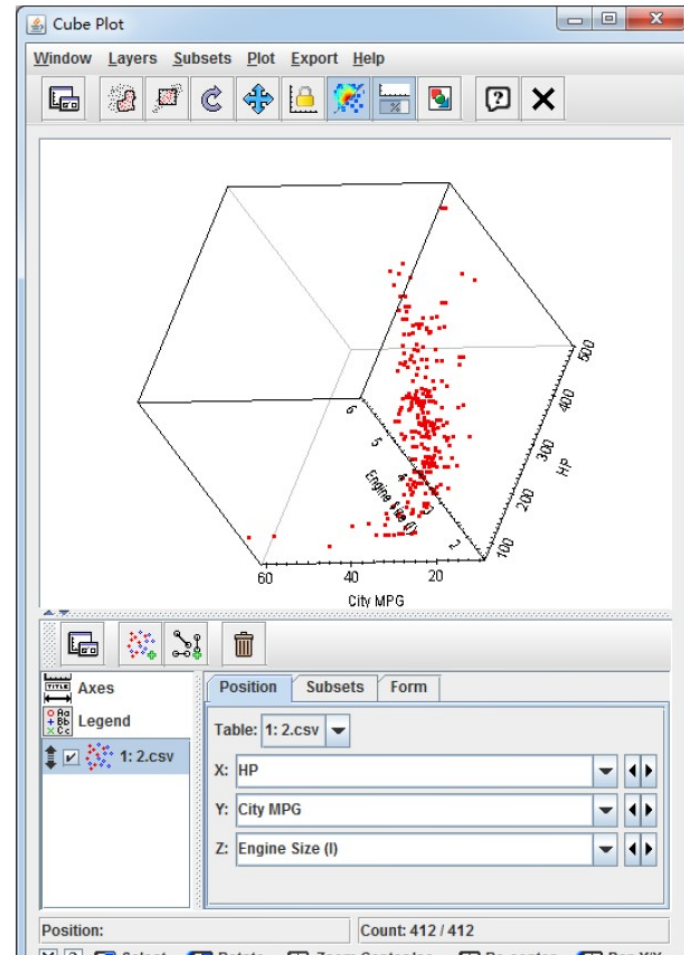 Cube Plot
Window Layers Subsets Plot Export Help
6
5
4
3
2
Engine Size (l)
500
400
300
200
100
HP
60 40 20
City MPG
Axes
Legend
1: 2.csv
Position Subsets Form
Table: 1: 2.csv
X: HP
Y: City MPG
Z: Engine Size (l)
Position:
Count: 412 / 412